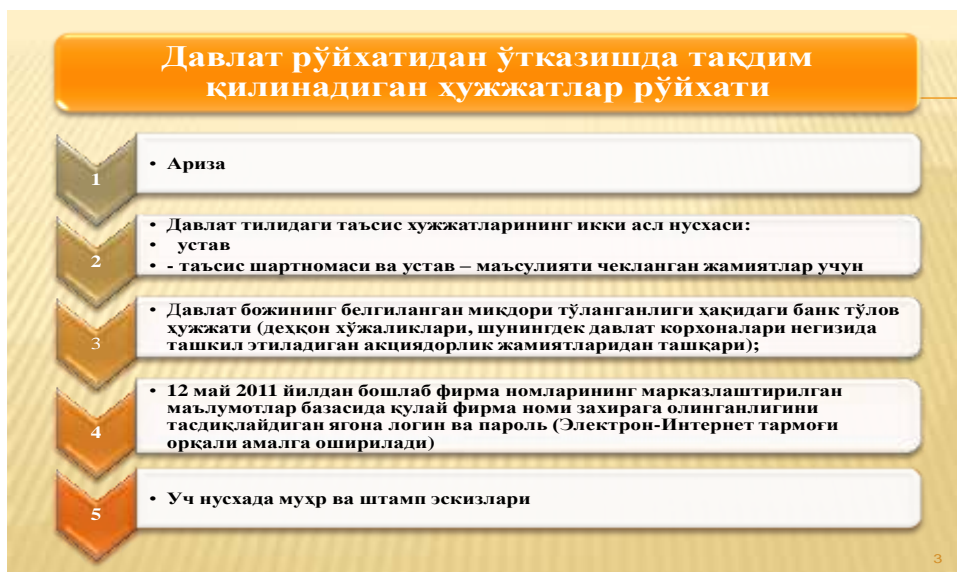 Давлат рўйхатидан ўтказишда тақдим
қилинадиган ҳужжатлар рўйхати
1
• Ариза
2
• Давлат тилидаги таъсис ҳужжатларининг икки асл нусхаси:
• устав
• - таъсис шартномаси ва устав – маъсулияти чекланган жамиятлар учун
3
• Давлат божининг белгиланган миқдори тўланганлиги ҳақидаги банк тўлов
ҳужжати (деҳқон хўжаликлари, шунингдек давлат корхоналари негизида
ташкил этиладиган акциядорлик жамиятларидан ташқари);
4
• 12 май 2011 йилдан бошлаб фирма номларининг марказлаштирилган
маълумотлар базасида қулай фирма номи захирага олинганлигини
тасдиқлайдиган ягона логин ва пароль (Электрон-Интернет тармоғи
орқали амалга оширилади)
5
• Уч нусхада муҳр ва штамп эскизлари
3